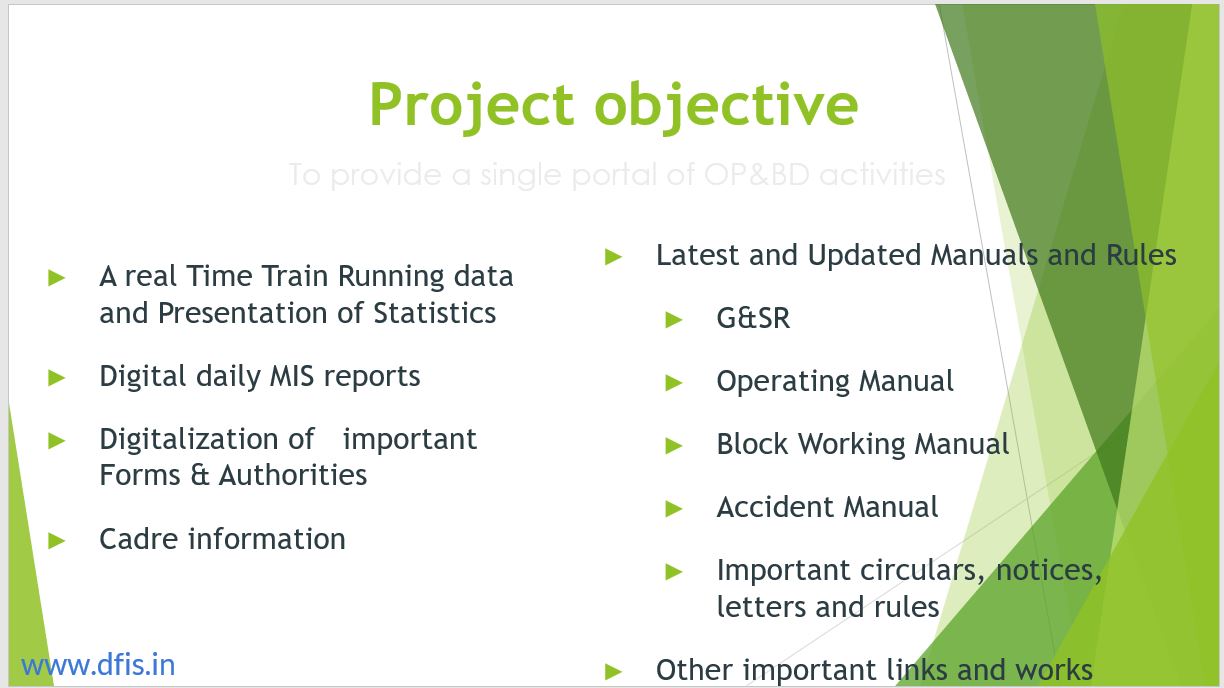 Project objective
To provide a single portal of OP&BD activities
A real Time Train Running data
and Presentation of Statistics
Digital daily MIS reports
Digitalization of   important
Forms & Authorities
Cadre information
Latest and Updated Manuals and Rules
G&SR
Operating Manual
Block Working Manual
Accident Manual
Important circulars, notices,
letters and rules
Other important links and works
www.dfis.in